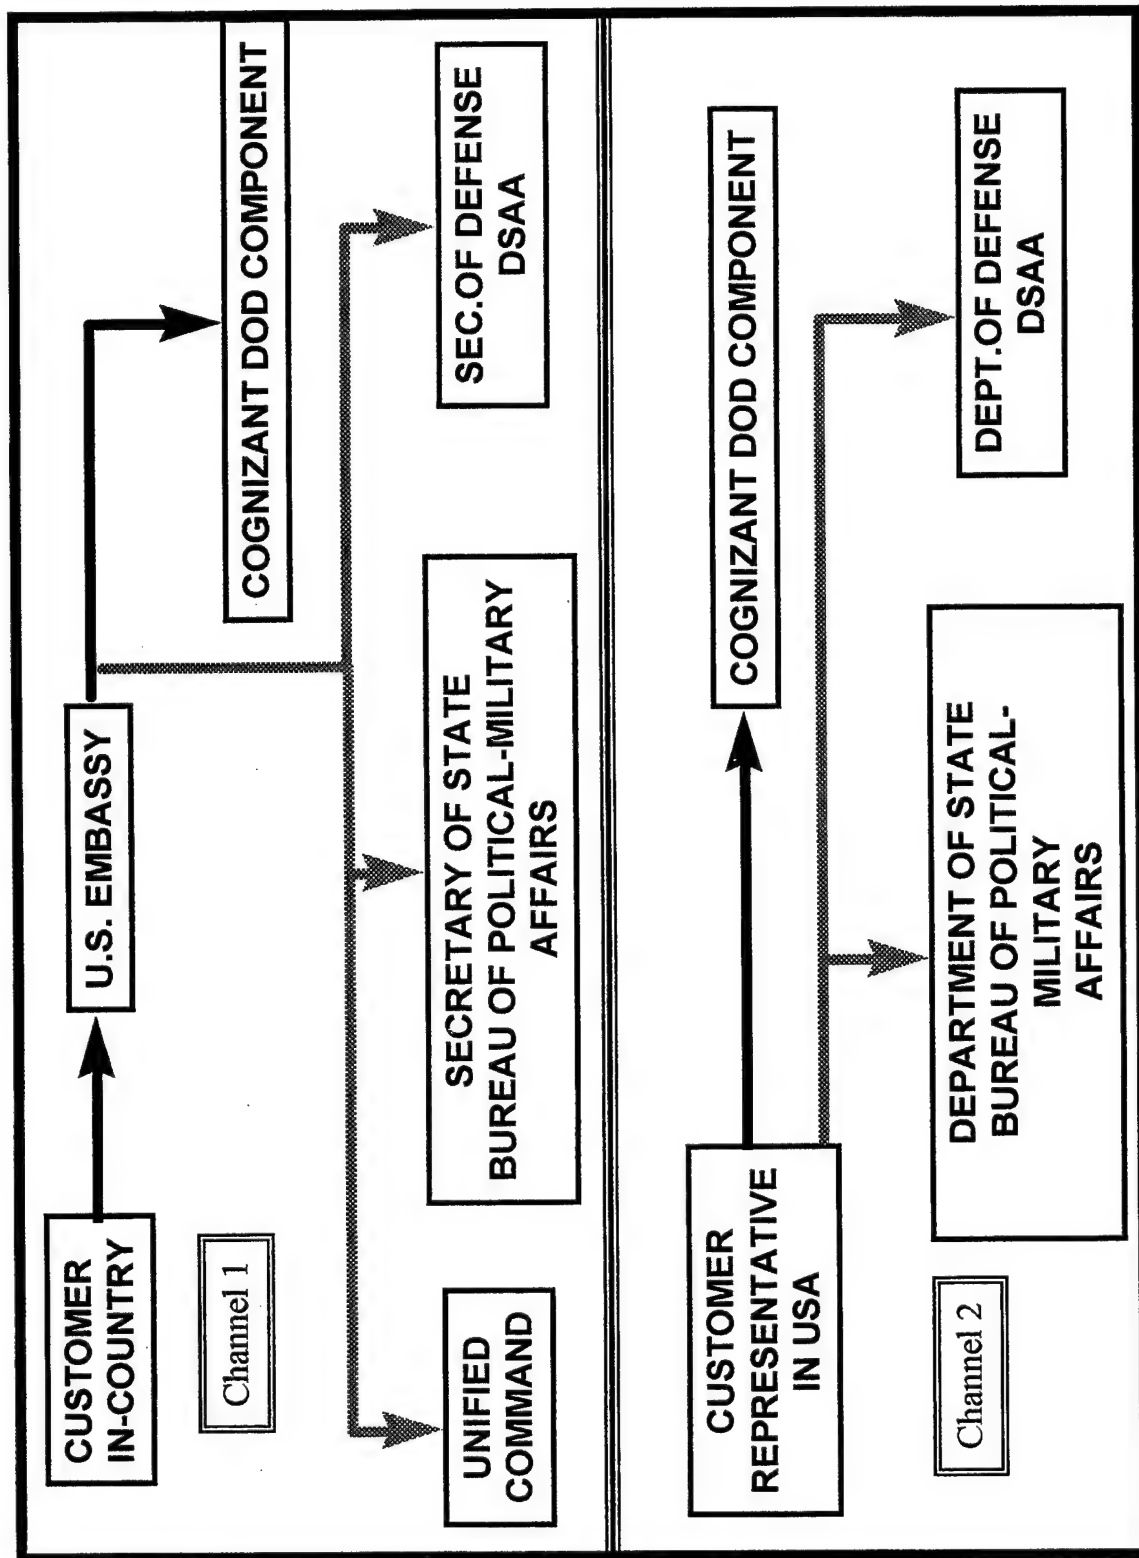 CUSTOMER
IN-COUNTRY
U.S. EMBASSY
COGNIZANT DOD COMPONENT
Channel 1
UNIFIED
COMMAND
SECRETARY OF STATE
BUREAU OF POLITICAL-MILITARY
AFFAIRS
SEC.OF DEFENSE
DSAA
CUSTOMER
REPRESENTATIVE
IN USA
COGNIZANT DOD COMPONENT
Channel 2
DEPARTMENT OF STATE
BUREAU OF POLITICAL-
MILITARY
AFFAIRS
DEPT.OF DEFENSE
DSAA